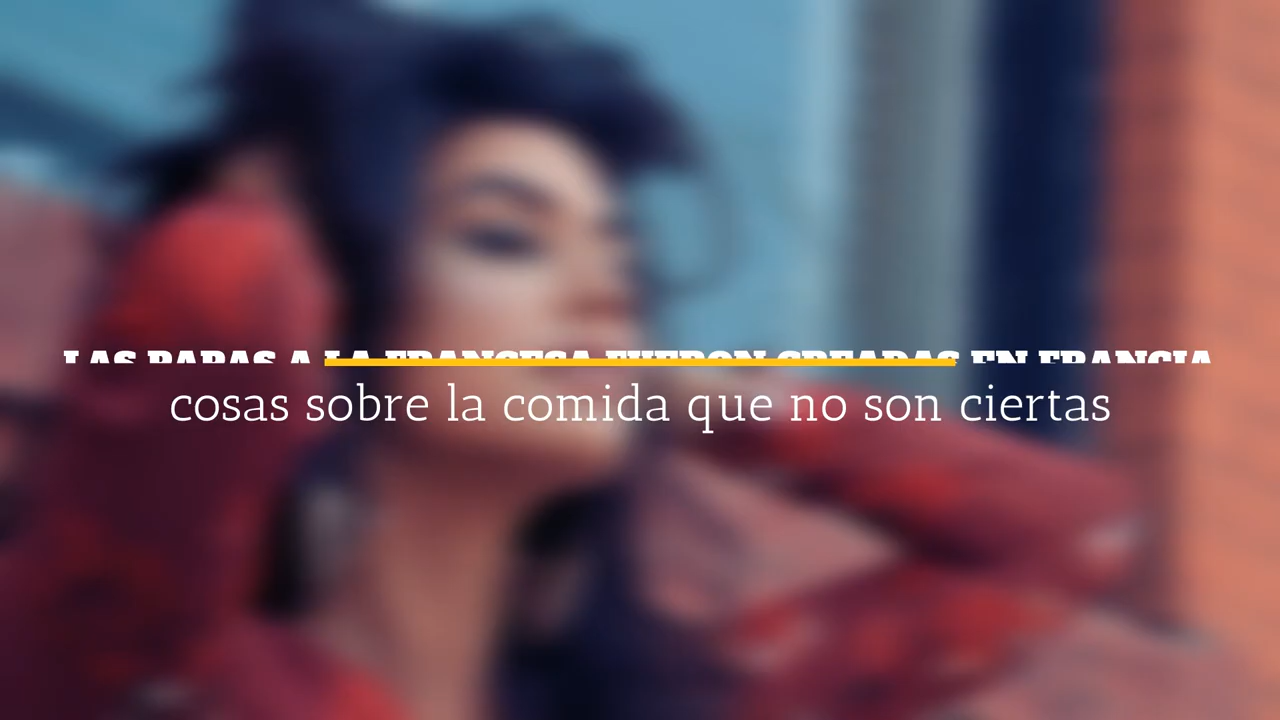 LAS PAPAS A LA FRANCESA FUERON CREADAS EN FRANCIA
cosas sobre la comida que no son ciertas